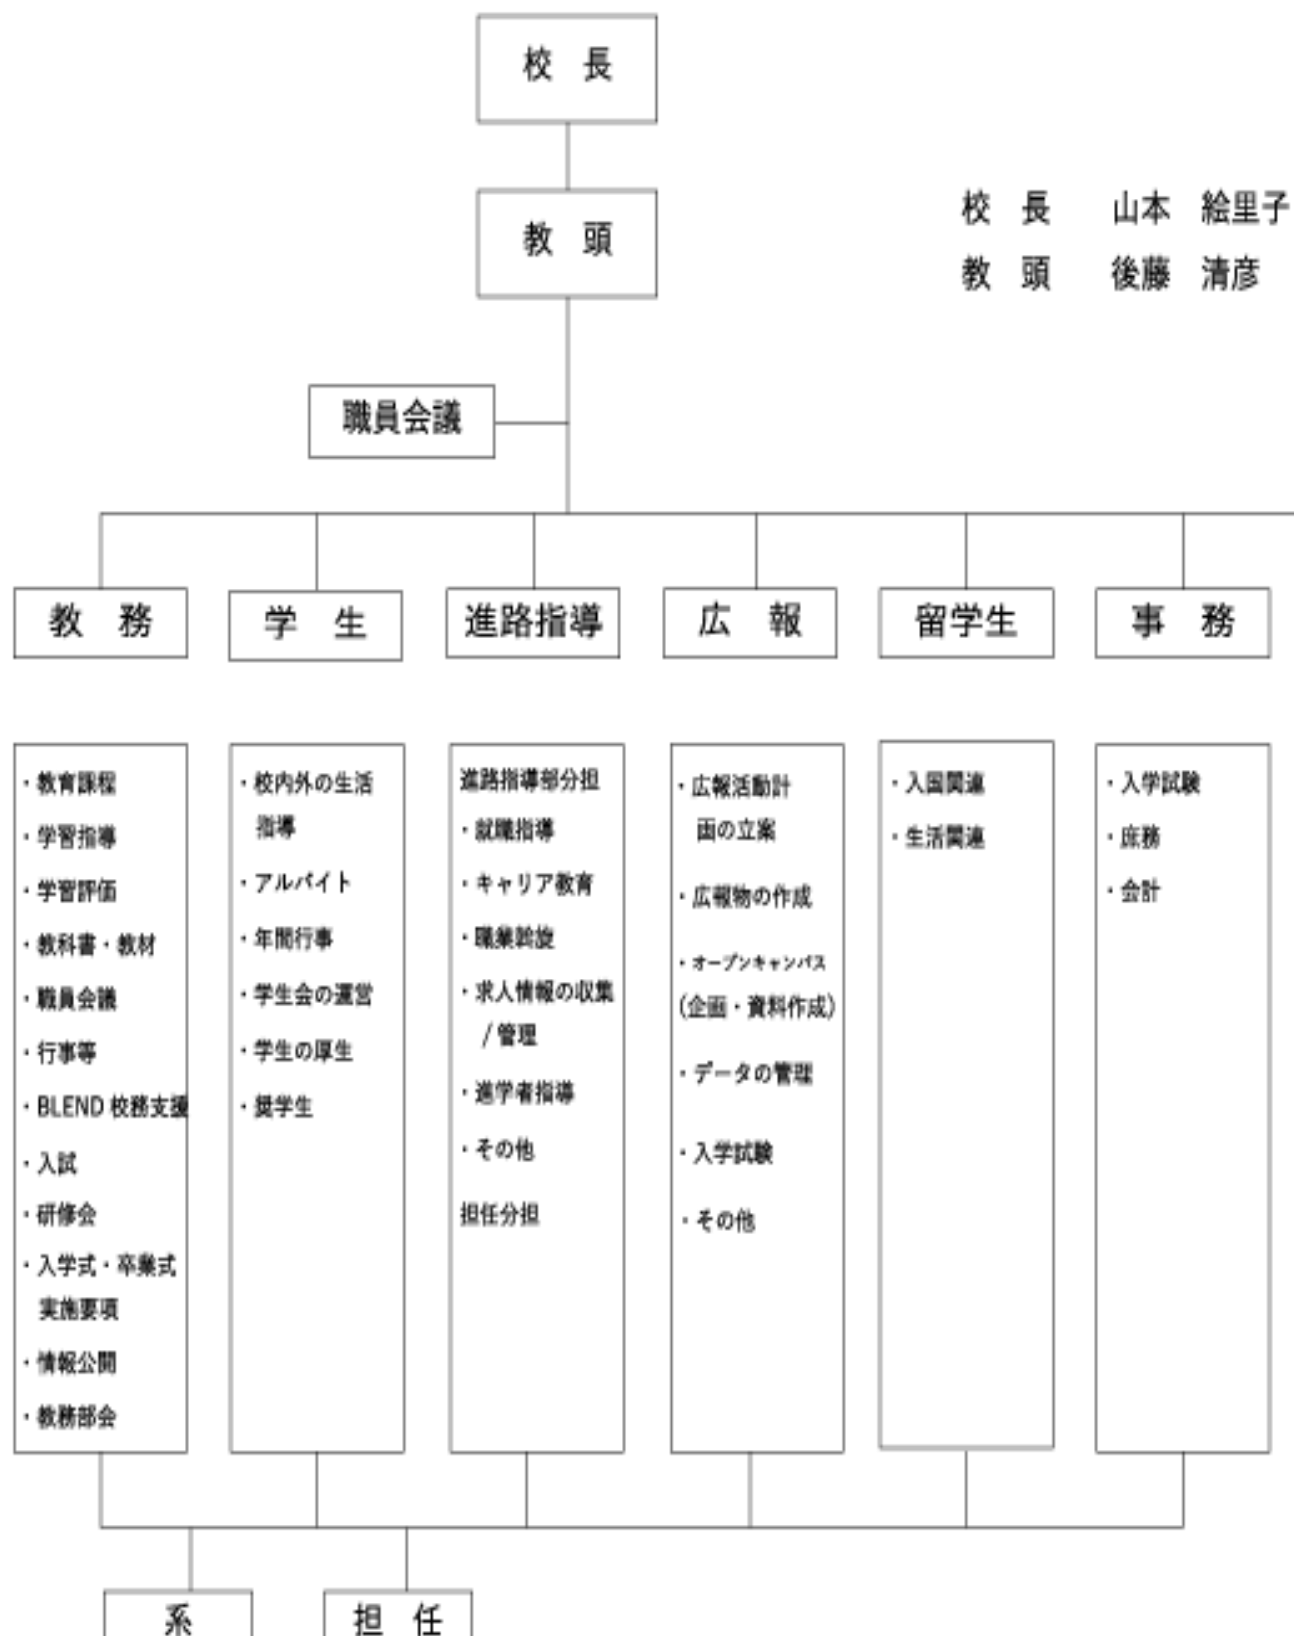 校　長
教　頭
校　長　　山本　絵里子
教　頭　　後藤　清彦
職員会議
教　務
学　生
進路指導
広　報
留学生
事　務
・教育課程
・学習指導
・学習評価
・教科書・教材
・職員会議
・行事等
・BLEND 校務支援
・入試
・研修会
・入学式・卒業式
実施要項
・情報公開
・教務部会
・校内外の生活
指導
・アルバイト
・年間行事
・学生会の運営
・学生の厚生
・奨学生
進路指導部分担
・就職指導
・キャリア教育
・職業斡旋
・求人情報の収集
/ 管理
・進学者指導
・その他
担任分担
・広報活動計
画の立案
・広報物の作成
・オープンキャンパス
(企画・資料作成)
・データの管理
・入学試験
・その他
・入国関連
・生活関連
・入学試験
・庶務
・会計
系
担　任